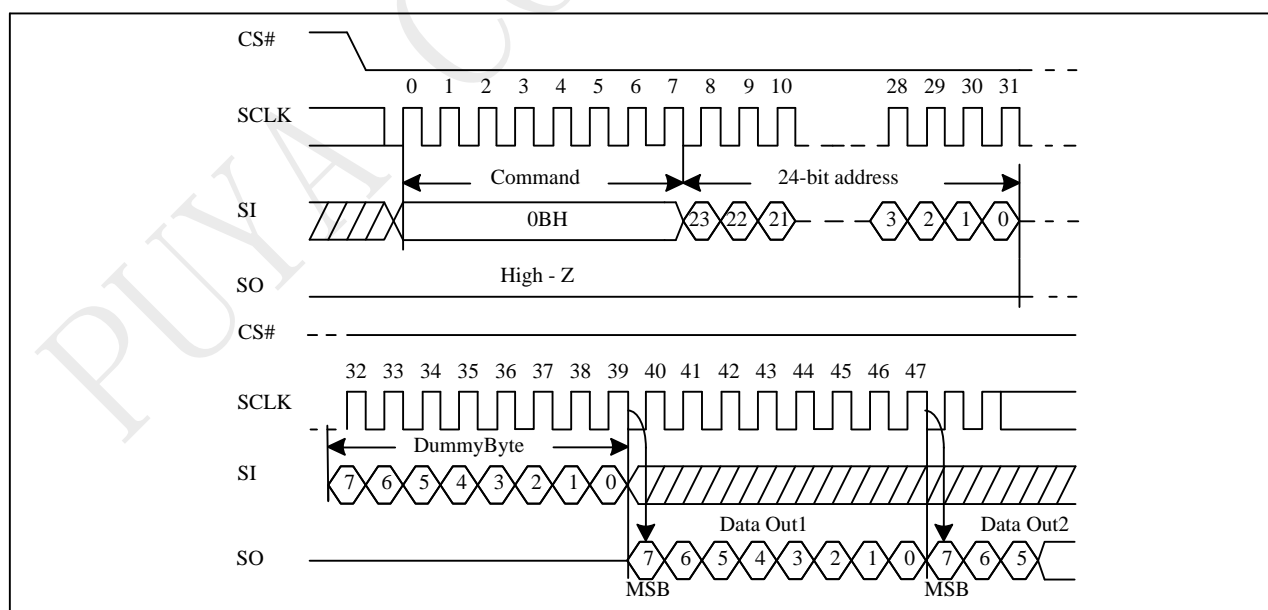 CS#
0 1 2 3 4 5 6 7 8 9 10 28 29 30 31
SCLK
Command 24-bit address
SI 0BH 23 22 21 3 2 1 0
High - Z
SO
CS#
32 33 34 35 36 37 38 39 40 41 42 43 44 45 46 47
SCLK
DummyByte
SI 7 6 5 4 3 2 1 0
Data Out1 Data Out2
SO 7 6 5 4 3 2 1 0 7 6 5
MSB MSB
PUYA